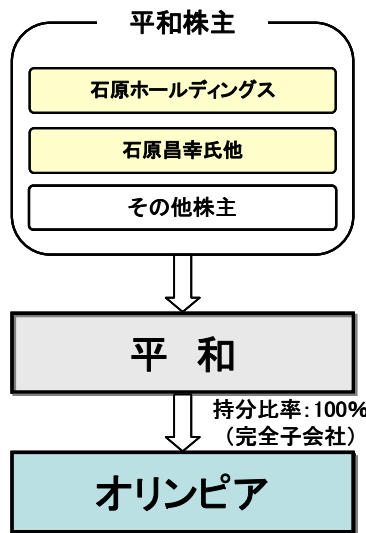 平和株主
石原ホールディングス
石原昌幸氏他
その他株主
平　和
持分比率：100%
（完全子会社）
オリンピア